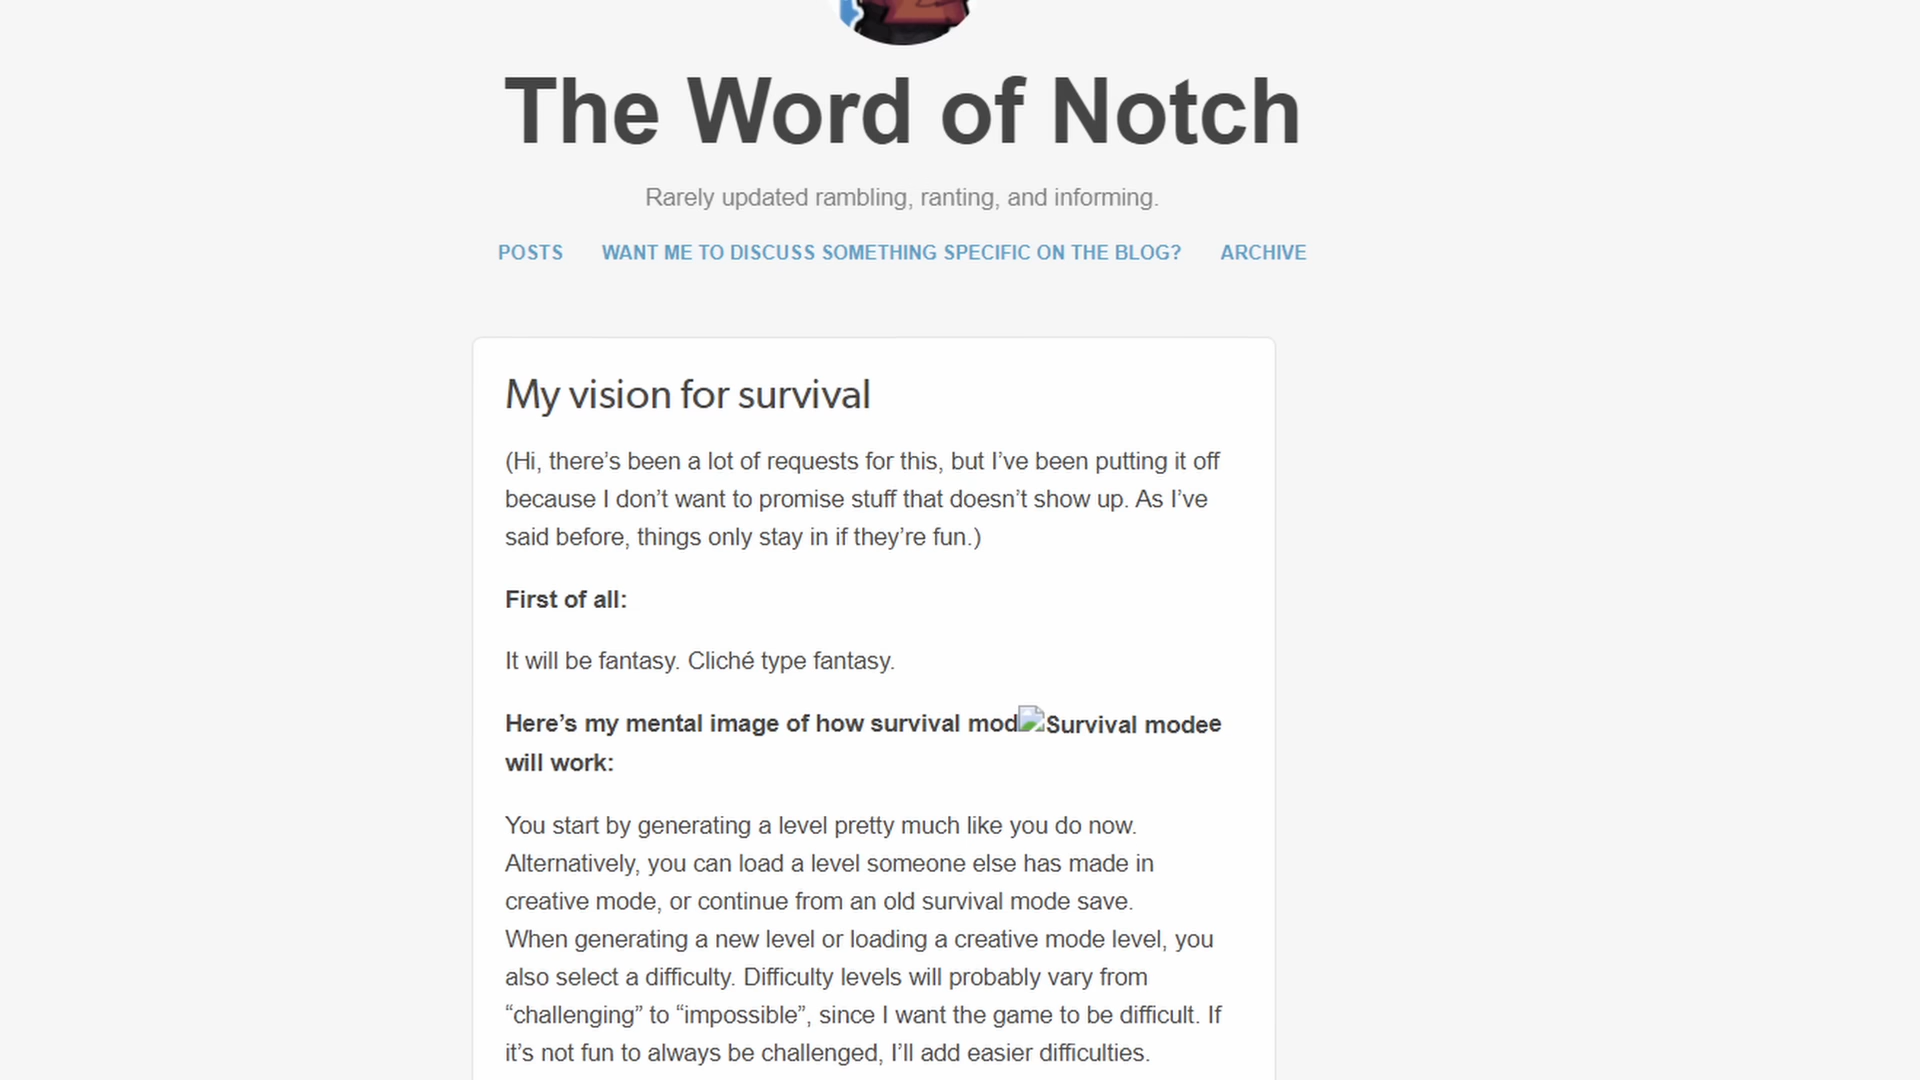 The Word of Notch
Rarely updated rambling, ranting, and informing.
POSTS WANT ME TO DISCUSS SOMETHING SPECIFIC ON THE BLOG? ARCHIVE
My vision for survival
(Hi, there’s been a lot of requests for this, but I’ve been putting it off
because I don’t want to promise stuff that doesn’t show up. As I’ve
said before, things only stay in if they’re fun.)
First of all:
It will be fantasy. Cliché type fantasy.
Here’s my mental image of how survival modSurvival modee
will work:
You start by generating a level pretty much like you do now.
Alternatively, you can load a level someone else has made in
creative mode, or continue from an old survival mode save.
When generating a new level or loading a creative mode level, you
also select a difficulty. Difficulty levels will probably vary from
“challenging” to “impossible”, since I want the game to be difficult. If
it’s not fun to always be challenged, I’ll add easier difficulties.